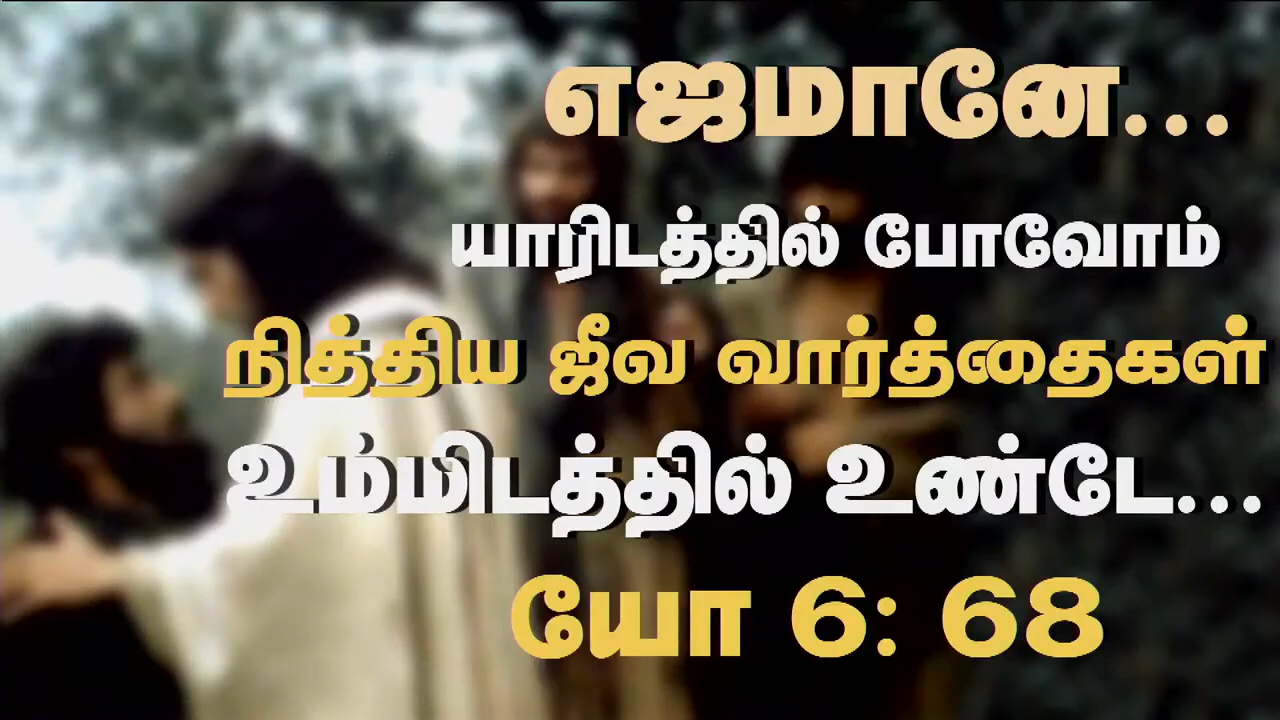 எஜமானே...
யாரிடத்தில் போவோம்
நித்திய ஜீவ வார்த்தைகள்
உம்மிடத்தில் உண்டே...
யோ 6: 68